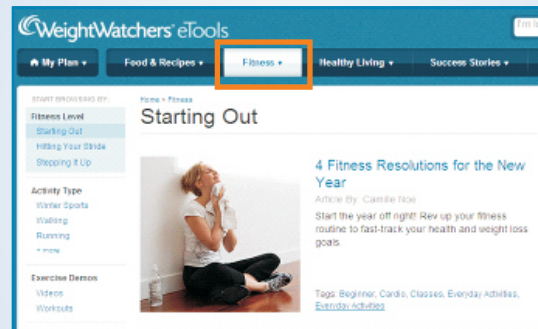 WeightWatchers eTools
My Plan
Food & Recipes
Fitness
Healthy Living
Success Stories
START BROWSING BY:
Fitness Level
Starting Out
Hitting Your Stride
Stepping It Up
Activity Type
Winter Sports
Walking
Running
+ more
Exercise Demos
Videos
Workouts
Home > Fitness
Starting Out
4 Fitness Resolutions for the New
Year
Article By: Camille Noe
Start the year off right! Rev up your fitness
routine to fast-track your health and weight loss
goals.
Tags: Beginner, Cardio, Classes, Everyday Activities,
Everyday Activities